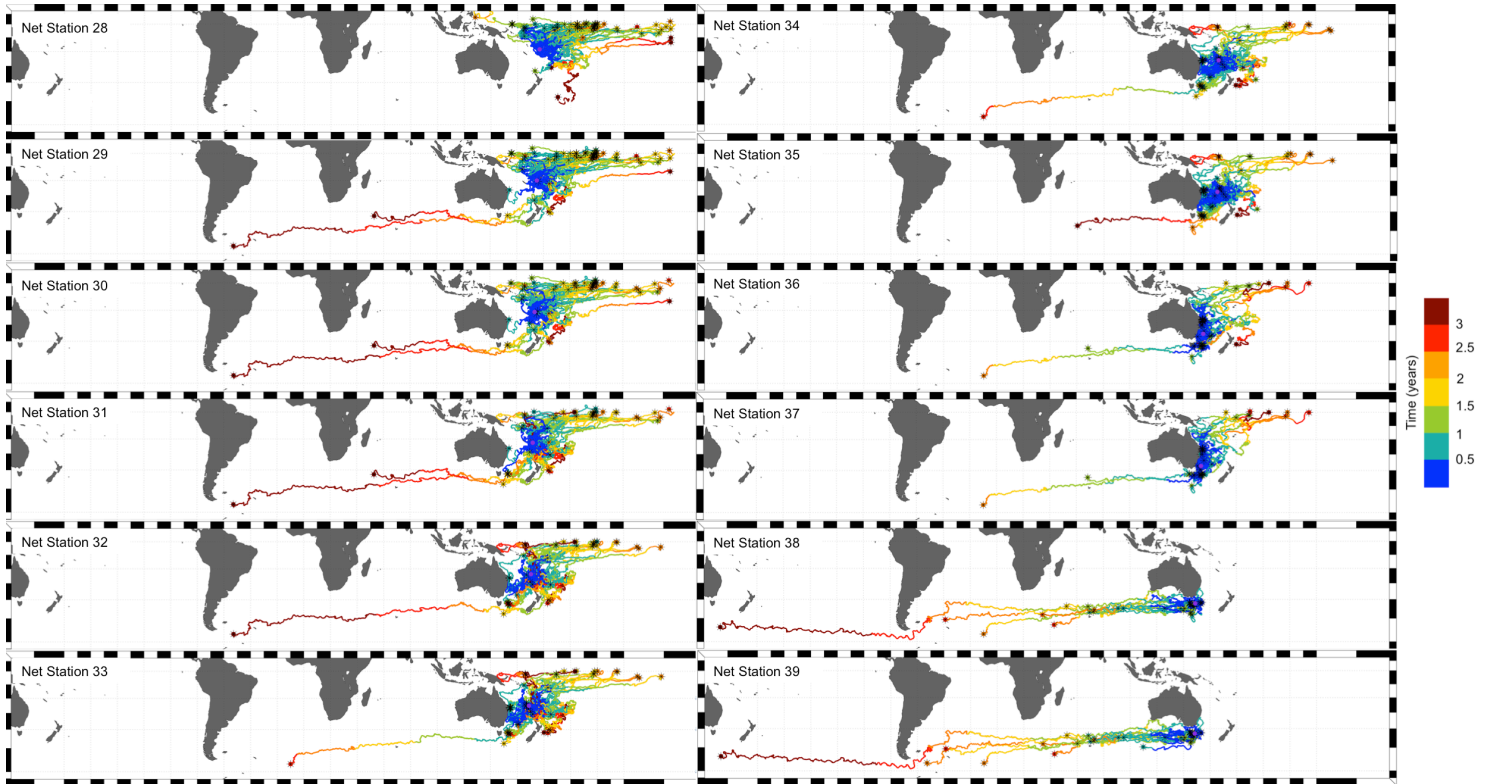 Net Station 28
Net Station 29
Net Station 30
Net Station 31
Net Station 32
Net Station 33
Net Station 34
Net Station 35
Net Station 36
Net Station 37
Net Station 38
Net Station 39
Time (years)
3
2.5
2
1.5
1
0.5